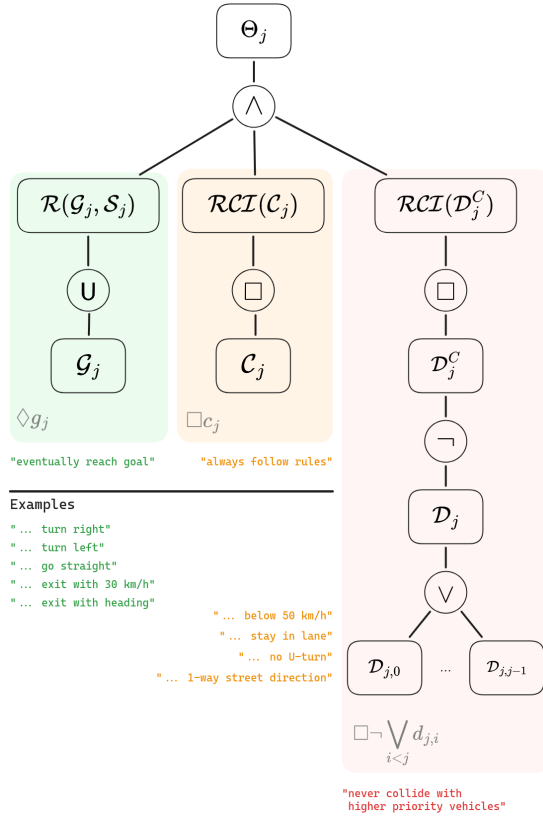 Θ_j
∧
ℛ(𝒢_j, 𝒮_j)
ℛ𝒞ℐ(𝒞_j)
ℛ𝒞ℐ(𝒟_j^C)
U
□
□
𝒢_j
𝒞_j
𝒟_j^C
◊g_j
□c_j
¬
"eventually reach goal"
"always follow rules"
Examples
𝒟_j
"... turn right"
"... turn left"
"... go straight"
"... exit with 30 km/h"
"... exit with heading"
∨
"... below 50 km/h"
"... stay in lane"
"... no U-turn"
"... 1-way street direction"
𝒟_{j,0} ... 𝒟_{j,j−1}
□¬ ⋁_{i<j} d_{j,i}
"never collide with
higher priority vehicles"